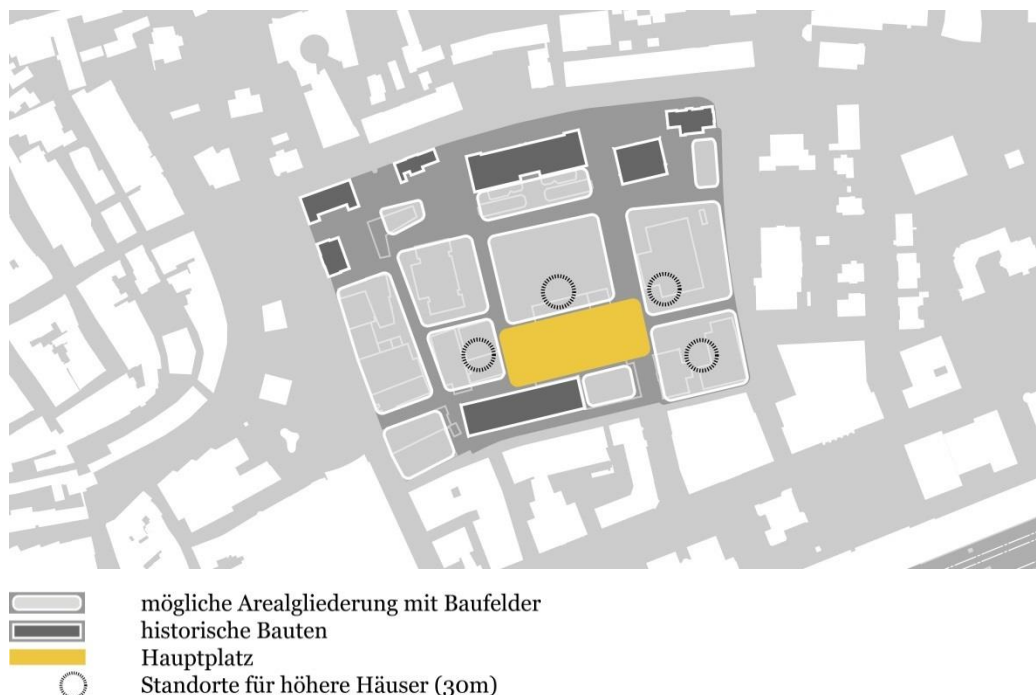 mögliche Arealgliederung mit Baufelder
historische Bauten
Hauptplatz
Standorte für höhere Häuser (30m)